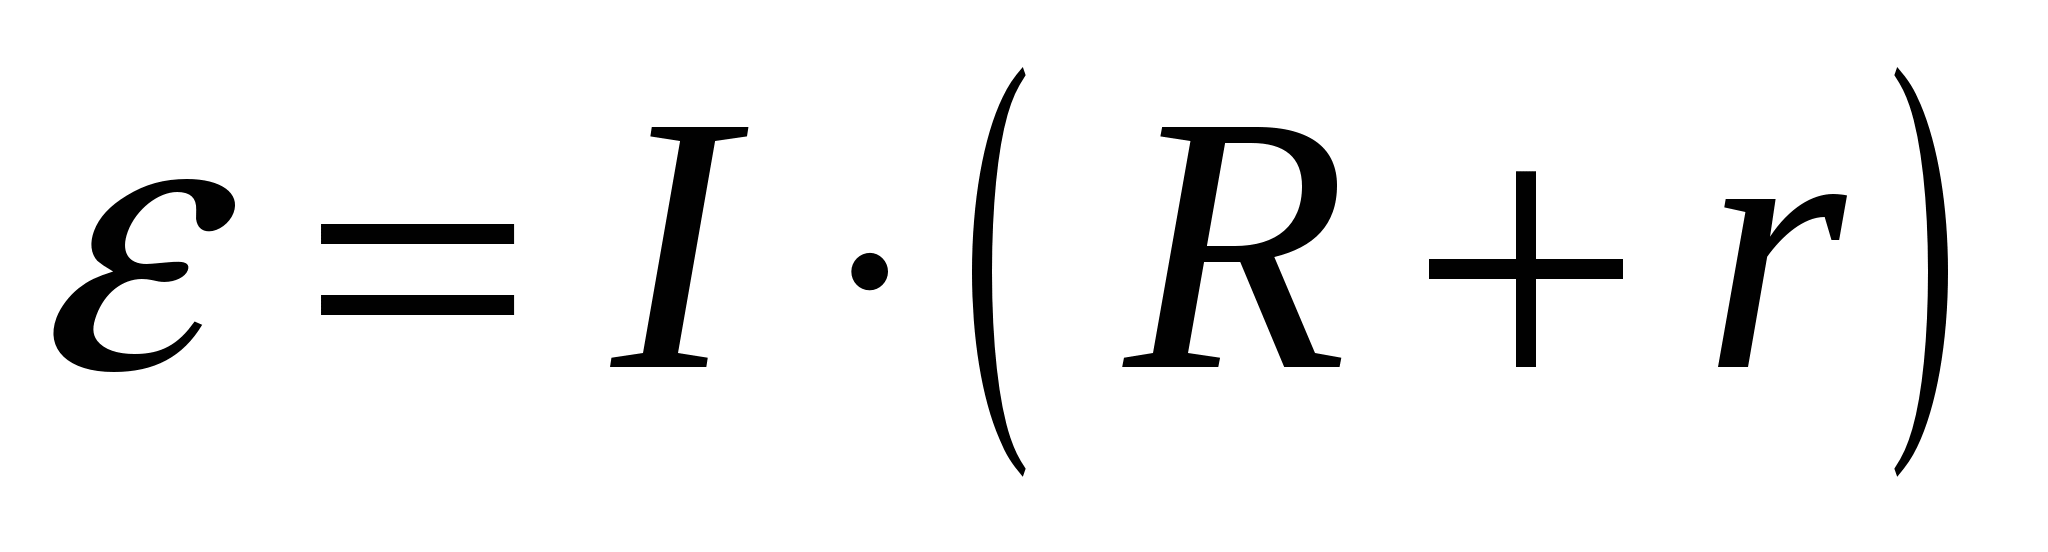 ε = I · ( R + r )